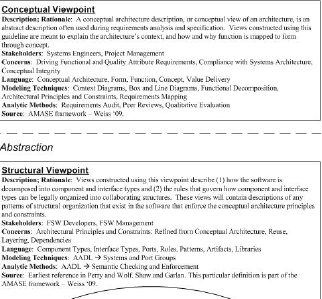 Conceptual Viewpoint
Description; Rationale: A conceptual architecture description, or conceptual view of an architecture, is an
abstract description often used during requirements analysis and specification. Views constructed using this
guideline are meant to explain the architecture's context, and how and why function is mapped to form
through concept.
Stakeholders: Systems Engineers, Project Management
Concerns: Driving Functional and Quality Attribute Requirements, Compliance with Systems Architecture,
Conceptual Integrity
Language: Conceptual Architecture, Form, Function, Concept, Value Delivery
Modeling Techniques: Context Diagrams, Box and Line Diagrams, Functional Decomposition,
Architectural Principles and Constraints, Requirements Mapping
Analytic Methods: Requirements Audit, Peer Reviews, Qualitative Evaluation
Source: AMASE framework – Weiss '09.
Abstraction
Structural Viewpoint
Description; Rationale: Views constructed using this viewpoint describe (1) how the software is
decomposed into component and interface types and (2) the rules that govern how component and interface
types can be legally organized into collaborating structures. These views will contain descriptions of any
patterns of structural organization that exist in the software that enforce the conceptual architecture principles
and constraints.
Stakeholders: FSW Developers, FSW Management
Concerns: Architectural Principles and Constraints: Refined from Conceptual Architecture, Reuse,
Layering, Dependencies
Language: Component Types, Interface Types, Ports, Roles, Patterns, Artifacts, Libraries
Modeling Techniques: AADL → Systems and Port Groups
Analytic Methods: AADL → Semantic Checking and Enforcement
Source: Earliest reference in Perry and Wolf, Shaw and Garlan. This particular definition is part of the
AMASE framework – Weiss '09.